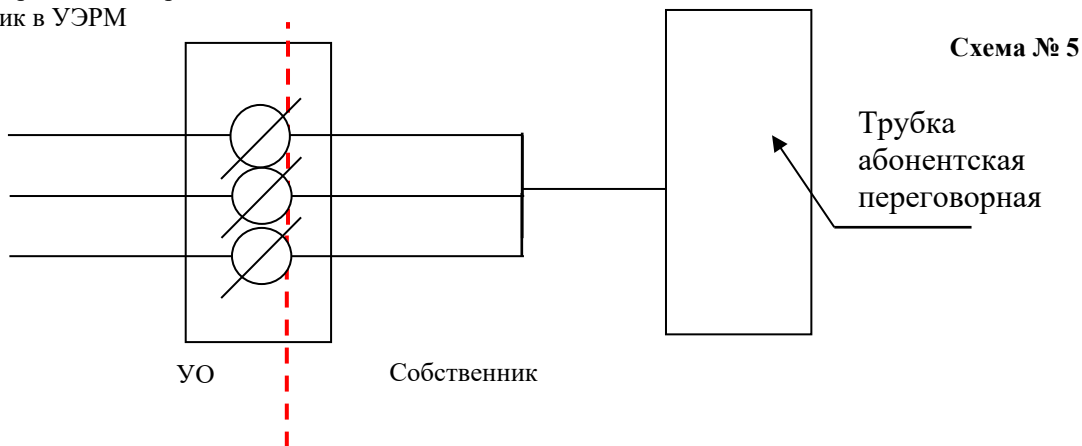 ик в УЭРМ
Схема № 5
Трубка
абонентская
переговорная
УО
Собственник